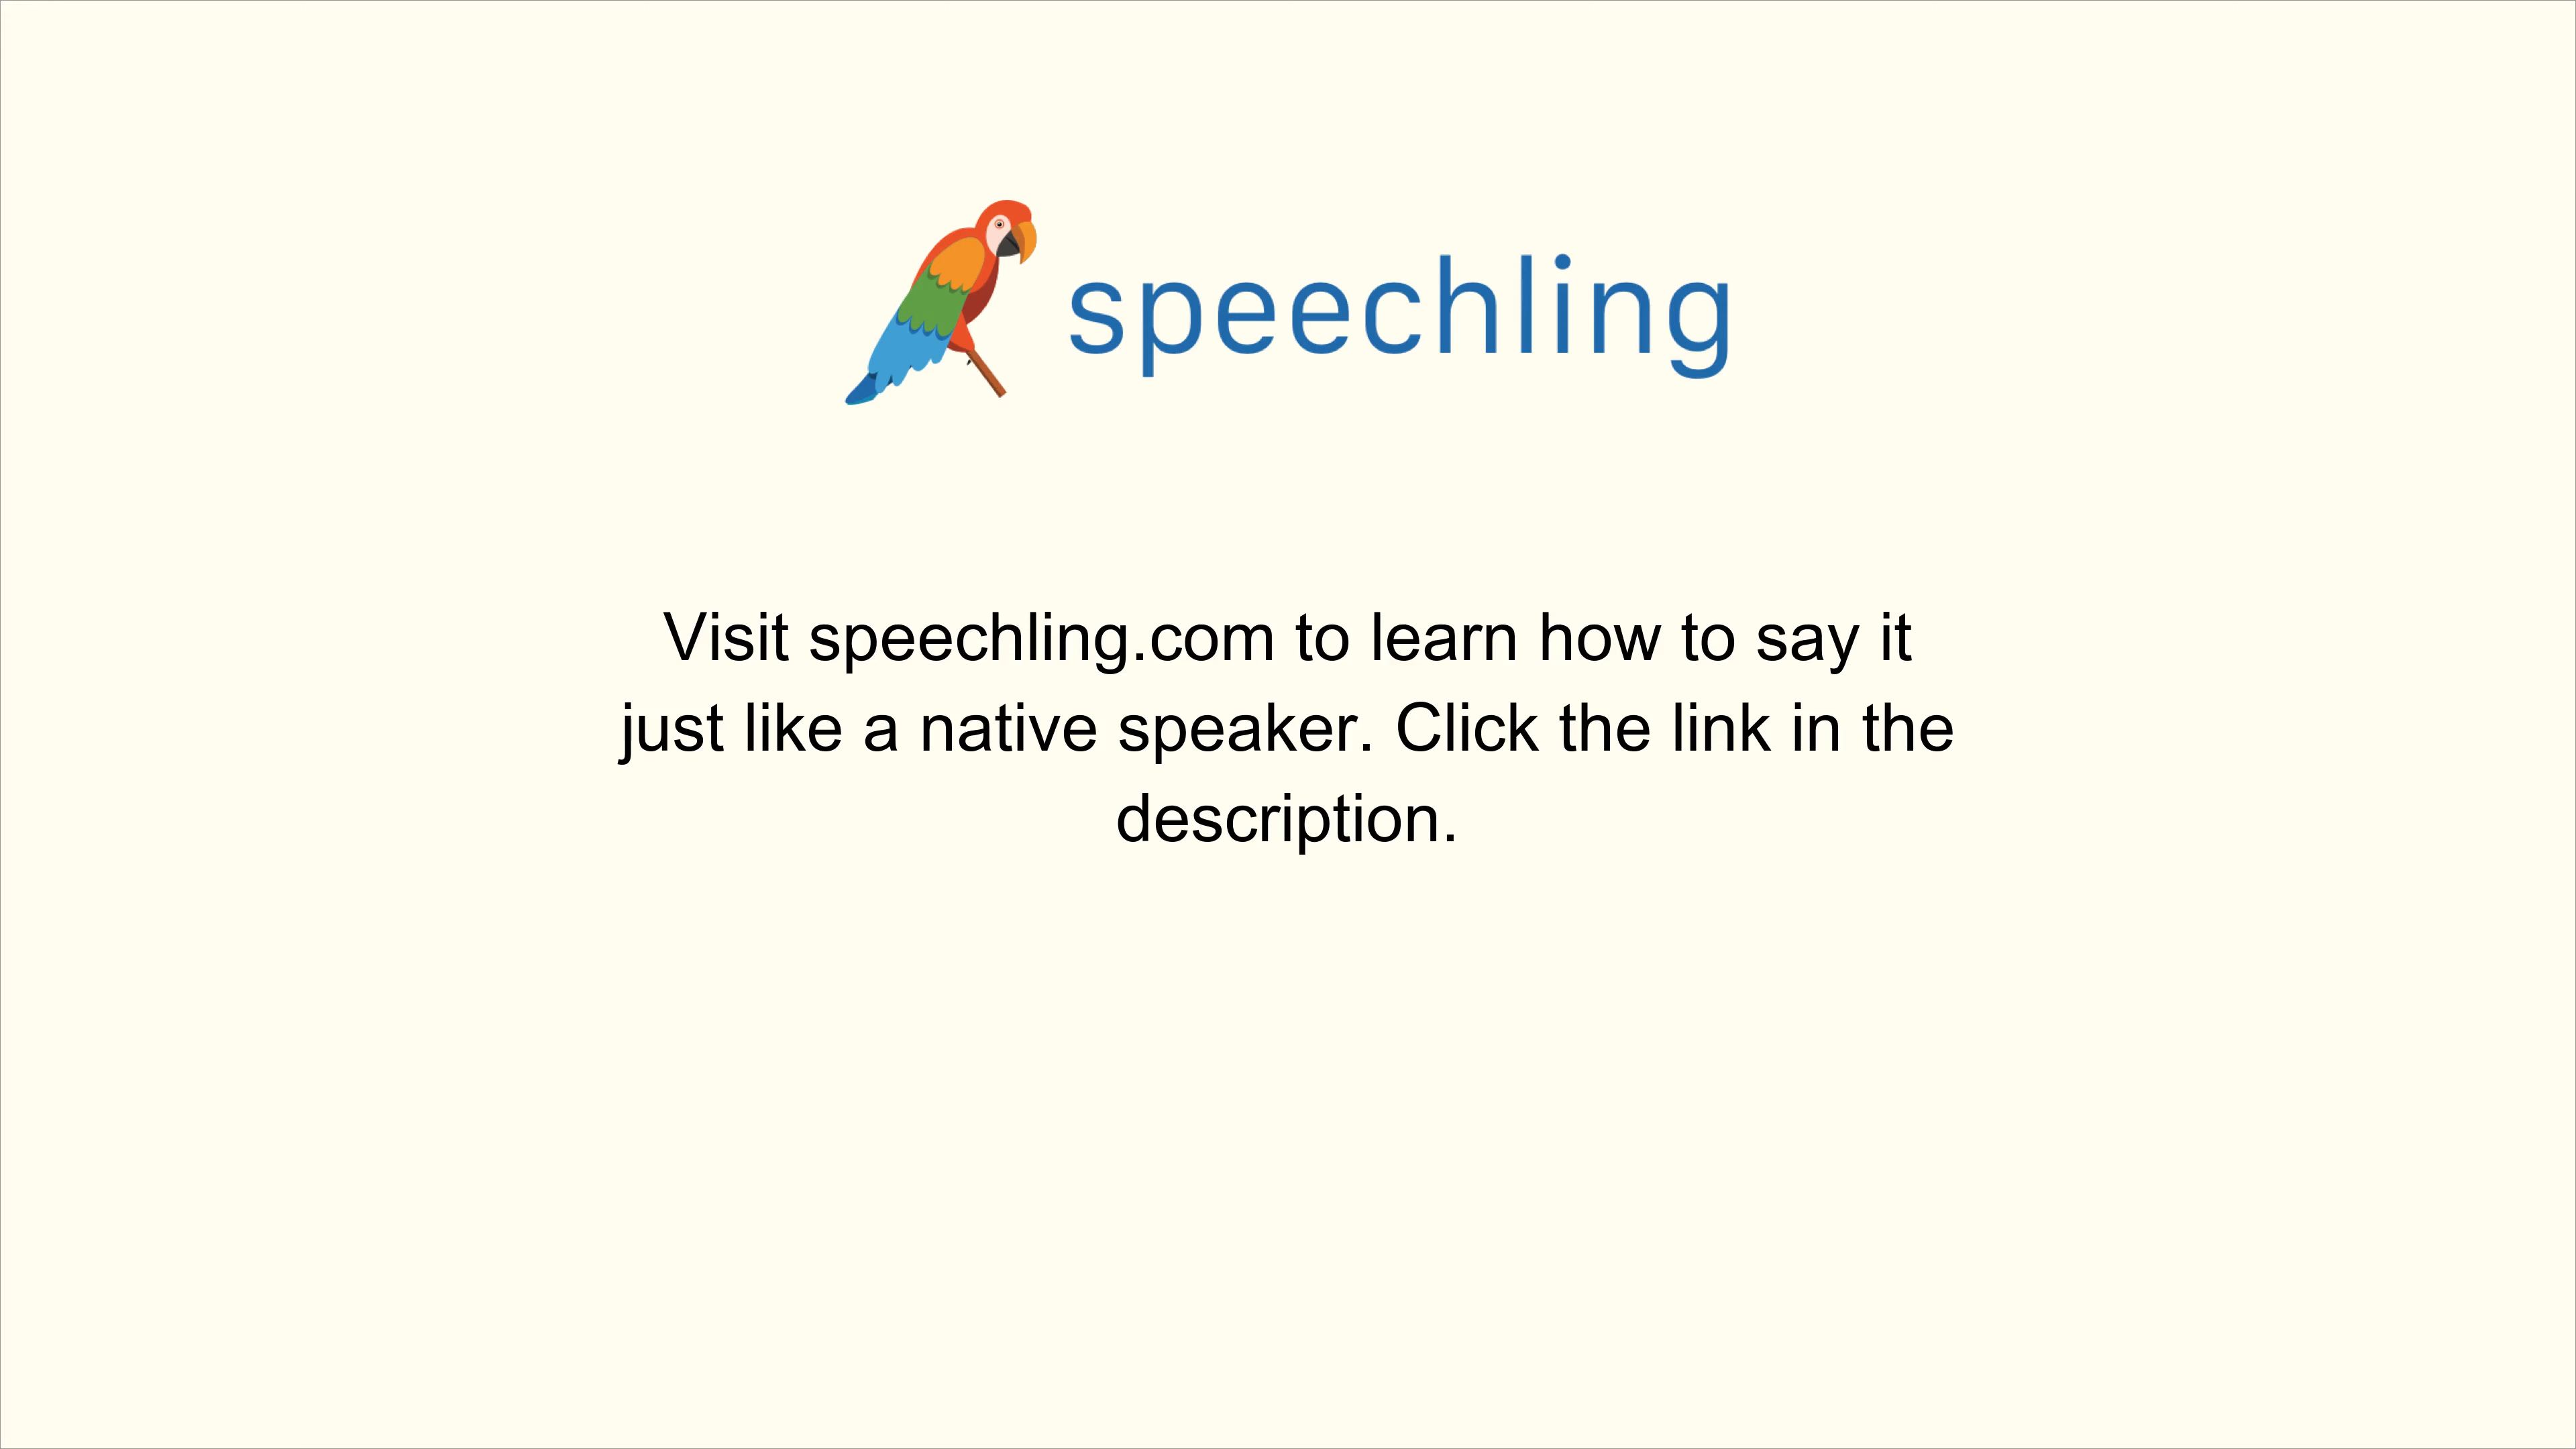 speechling
Visit speechling.com to learn how to say it
just like a native speaker. Click the link in the
description.